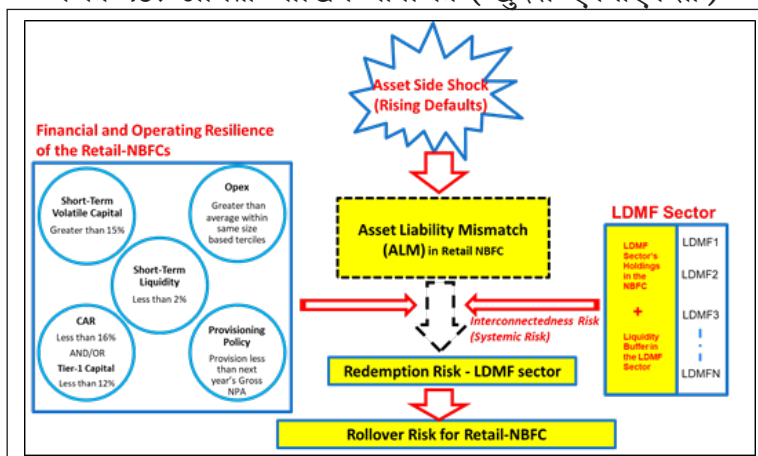 Asset Side Shock
(Rising Defaults)
Financial and Operating Resilience
of the Retail-NBFCs
Short-Term
Volatile Capital
Greater than 15%
Opex
Greater than
average within
same size
based terciles
Short-Term
Liquidity
Less than 2%
CAR
Less than 16%
AND/OR
Tier-1 Capital
Less than 12%
Provisioning
Policy
Provision less
than next
year's Gross
NPA
Asset Liability Mismatch
(ALM) in Retail NBFC
Interconnectedness Risk
(Systemic Risk)
LDMF Sector
LDMF
Sector's
Holdings
in the
NBFC
+
Liquidity
Buffer in
the LDMF
Sector
LDMF1
LDMF2
LDMF3
LDMFN
Redemption Risk - LDMF sector
Rollover Risk for Retail-NBFC